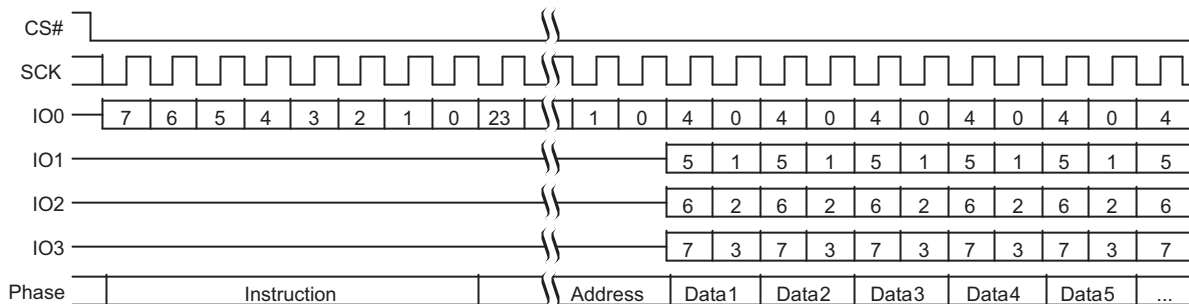 CS#
SCK
IO0 7 6 5 4 3 2 1 0 23 1 0 4 0 4 0 4 0 4 0 4 0 4
IO1 5 1 5 1 5 1 5 1 5 1 5
IO2 6 2 6 2 6 2 6 2 6 2 6
IO3 7 3 7 3 7 3 7 3 7 3 7
Phase Instruction Address Data1 Data2 Data3 Data4 Data5 ...